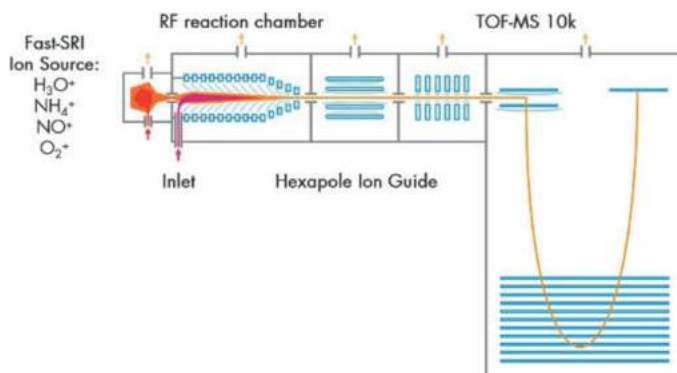 RF reaction chamber
TOF-MS 10k
Fast-SRI
Ion Source:
H₃O⁺
NH₄⁺
NO⁺
O₂⁺
Inlet
Hexapole Ion Guide